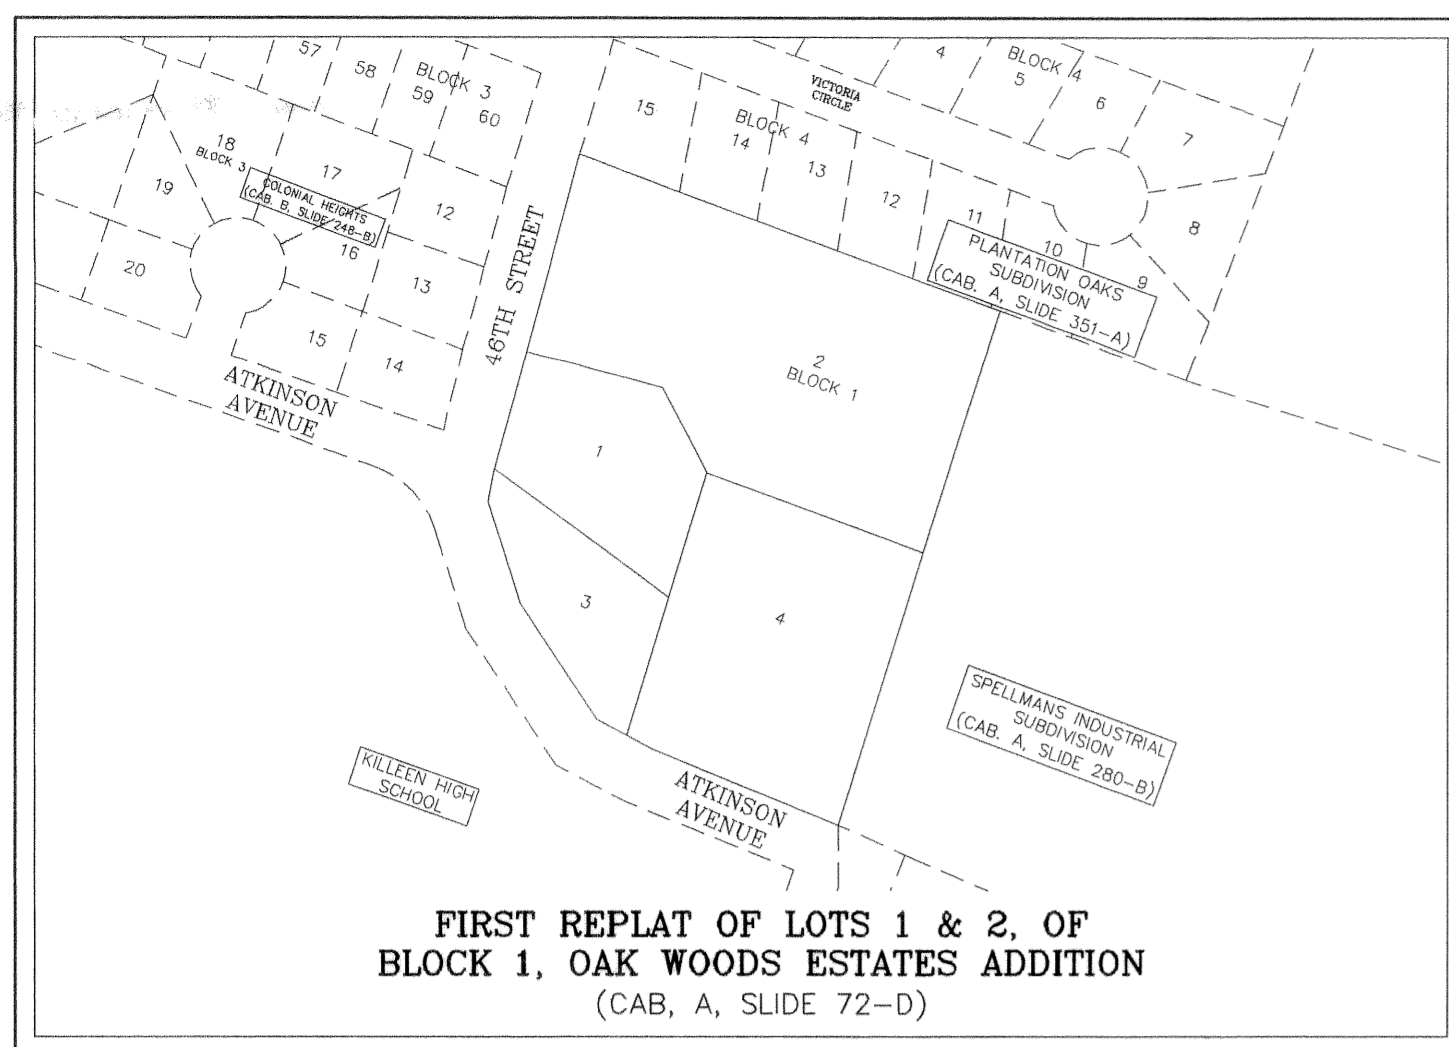 57
58
BLOCK 3
59
60
18
BLOCK 3
17
19
COLONIAL HEIGHTS
(CAB. B, SLIDE 248-B)
16
12
13
20
15
14
ATKINSON
AVENUE
46TH STREET
15
BLOCK 4
14
13
12
11
10
9
VICTORIA
CIRCLE
4
BLOCK 4
5
6
7
8
PLANTATION OAKS
SUBDIVISION
(CAB. A, SLIDE 351-A)
2
BLOCK 1
1
3
4
SPELLMANS INDUSTRIAL
SUBDIVISION
(CAB. A, SLIDE 280-B)
KILLEEN HIGH
SCHOOL
ATKINSON
AVENUE
FIRST REPLAT OF LOTS 1 & 2, OF
BLOCK 1, OAK WOODS ESTATES ADDITION
(CAB, A, SLIDE 72-D)